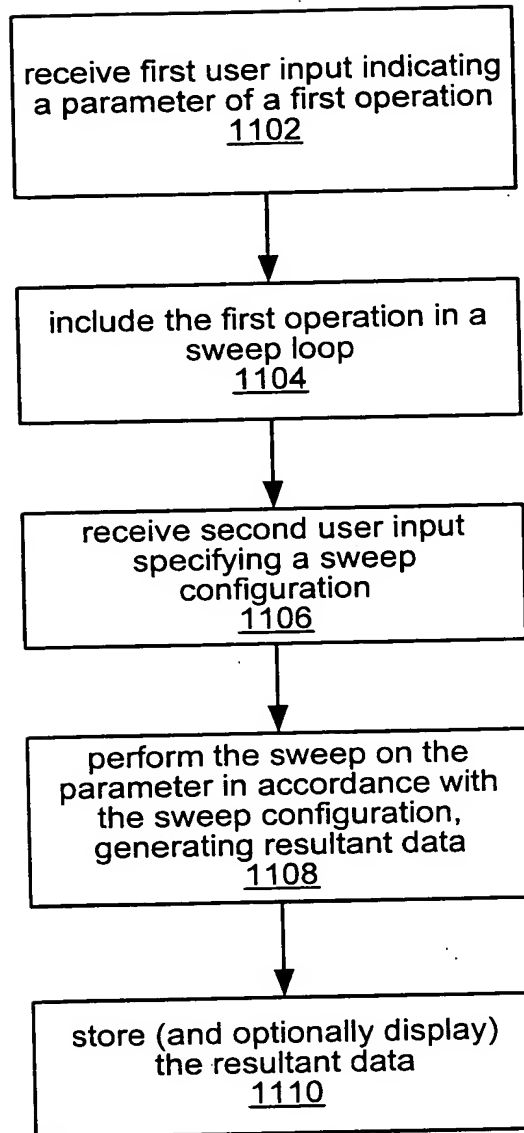 receive first user input indicating
a parameter of a first operation
1102
include the first operation in a
sweep loop
1104
receive second user input
specifying a sweep
configuration
1106
perform the sweep on the
parameter in accordance with
the sweep configuration,
generating resultant data
1108
store (and optionally display)
the resultant data
1110